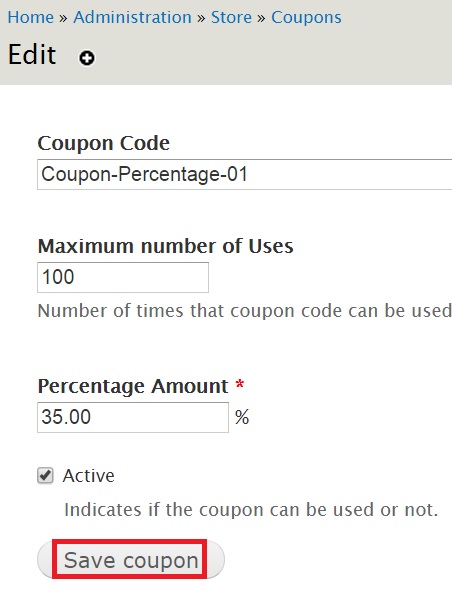 Home » Administration » Store » Coupons
Edit
Coupon Code
Coupon-Percentage-01
Maximum number of Uses
100
Number of times that coupon code can be used
Percentage Amount *
35.00 %
Active
Indicates if the coupon can be used or not.
Save coupon